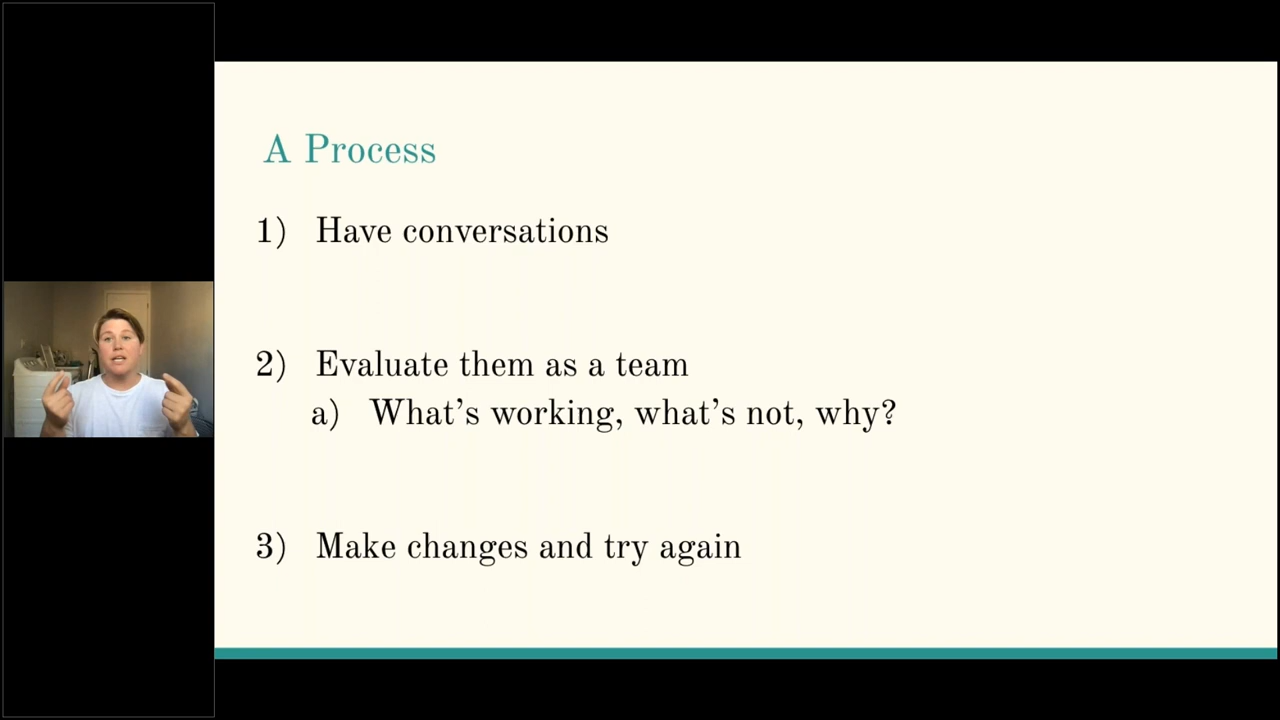 A Process
1) Have conversations
2) Evaluate them as a team
a) What’s working, what’s not, why?
3) Make changes and try again